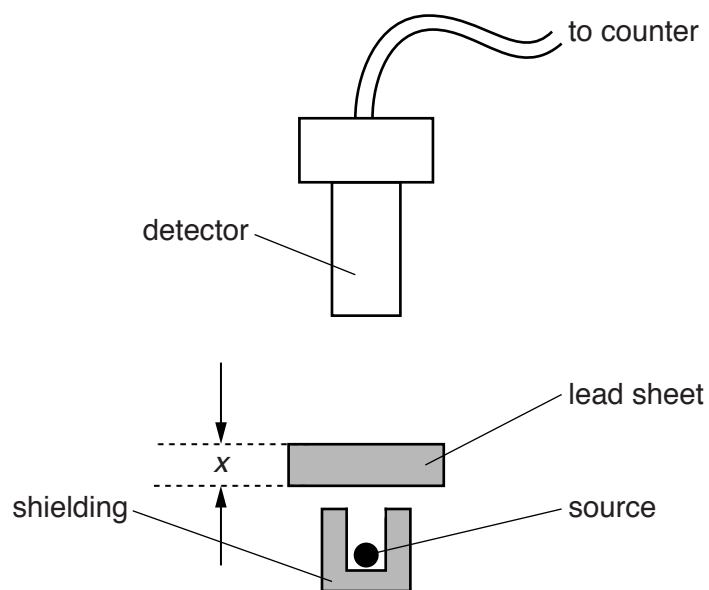 to counter
detector
lead sheet
x
shielding
source